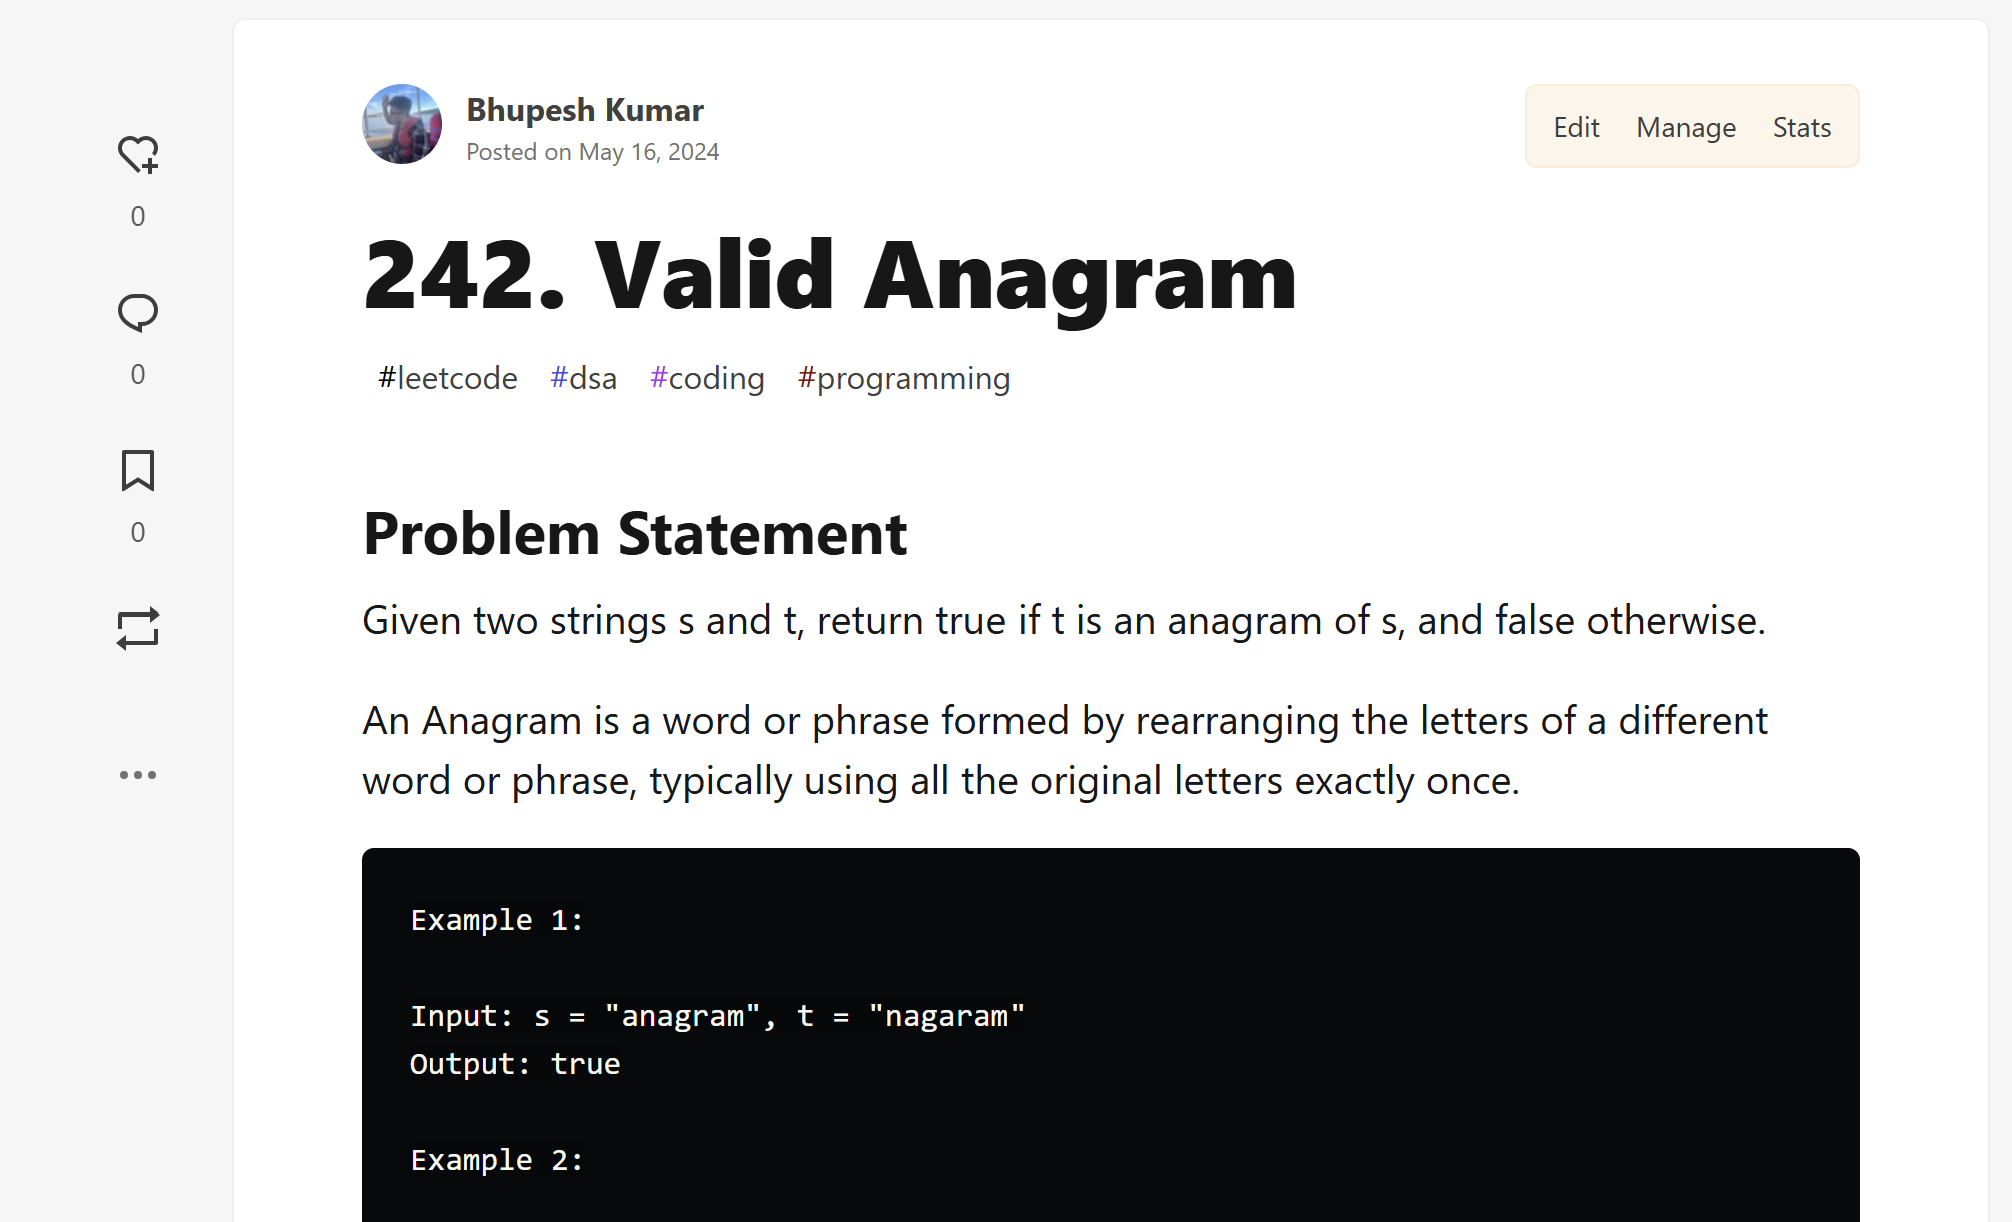 Bhupesh Kumar
Posted on May 16, 2024
Edit Manage Stats
0
242. Valid Anagram
#leetcode #dsa #coding #programming
0
0
Problem Statement
Given two strings s and t, return true if t is an anagram of s, and false otherwise.
An Anagram is a word or phrase formed by rearranging the letters of a different
word or phrase, typically using all the original letters exactly once.
Example 1:
Input: s = "anagram", t = "nagaram"
Output: true
Example 2: